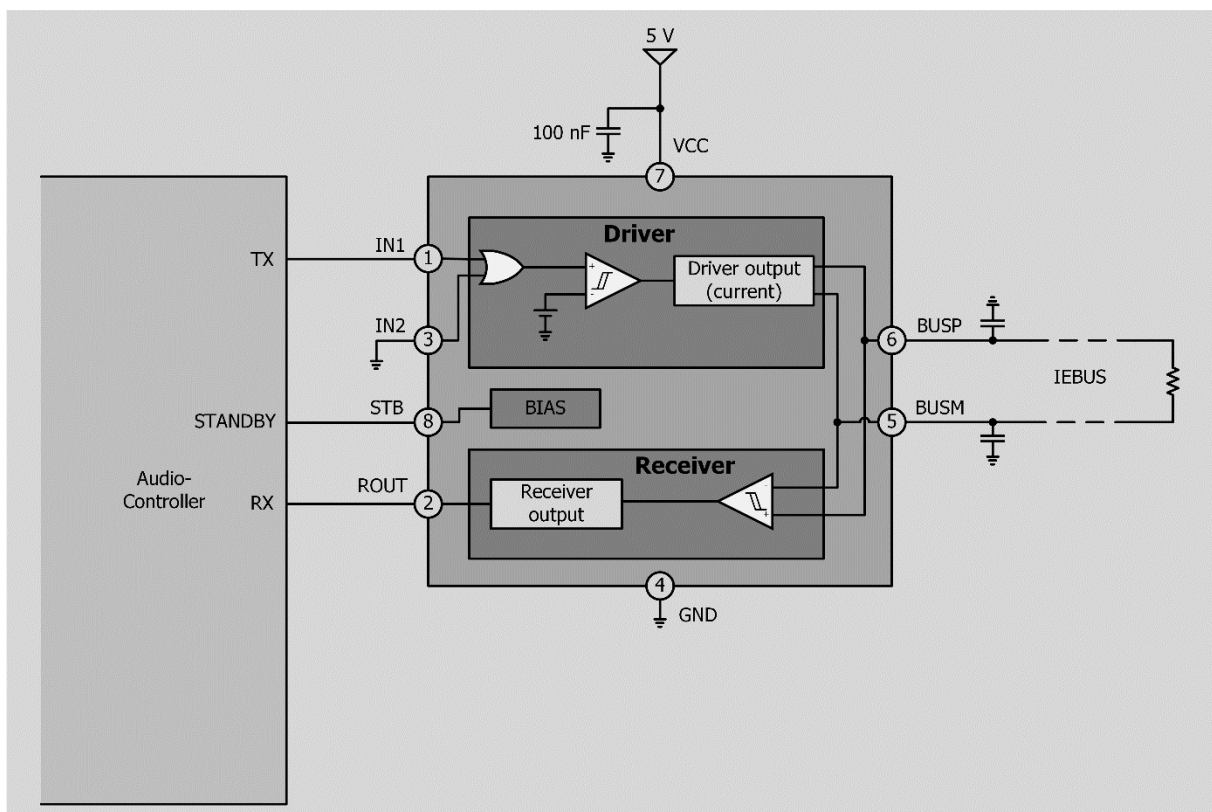 5 V
100 nF
VCC
7
Driver
TX
IN1
1
+
-
Driver output
(current)
IN2
3
6
BUSP
IEBUS
STANDBY
STB
8
BIAS
5
BUSM
Receiver
Audio-
Controller
RX
ROUT
2
Receiver
output
-
+
4
GND